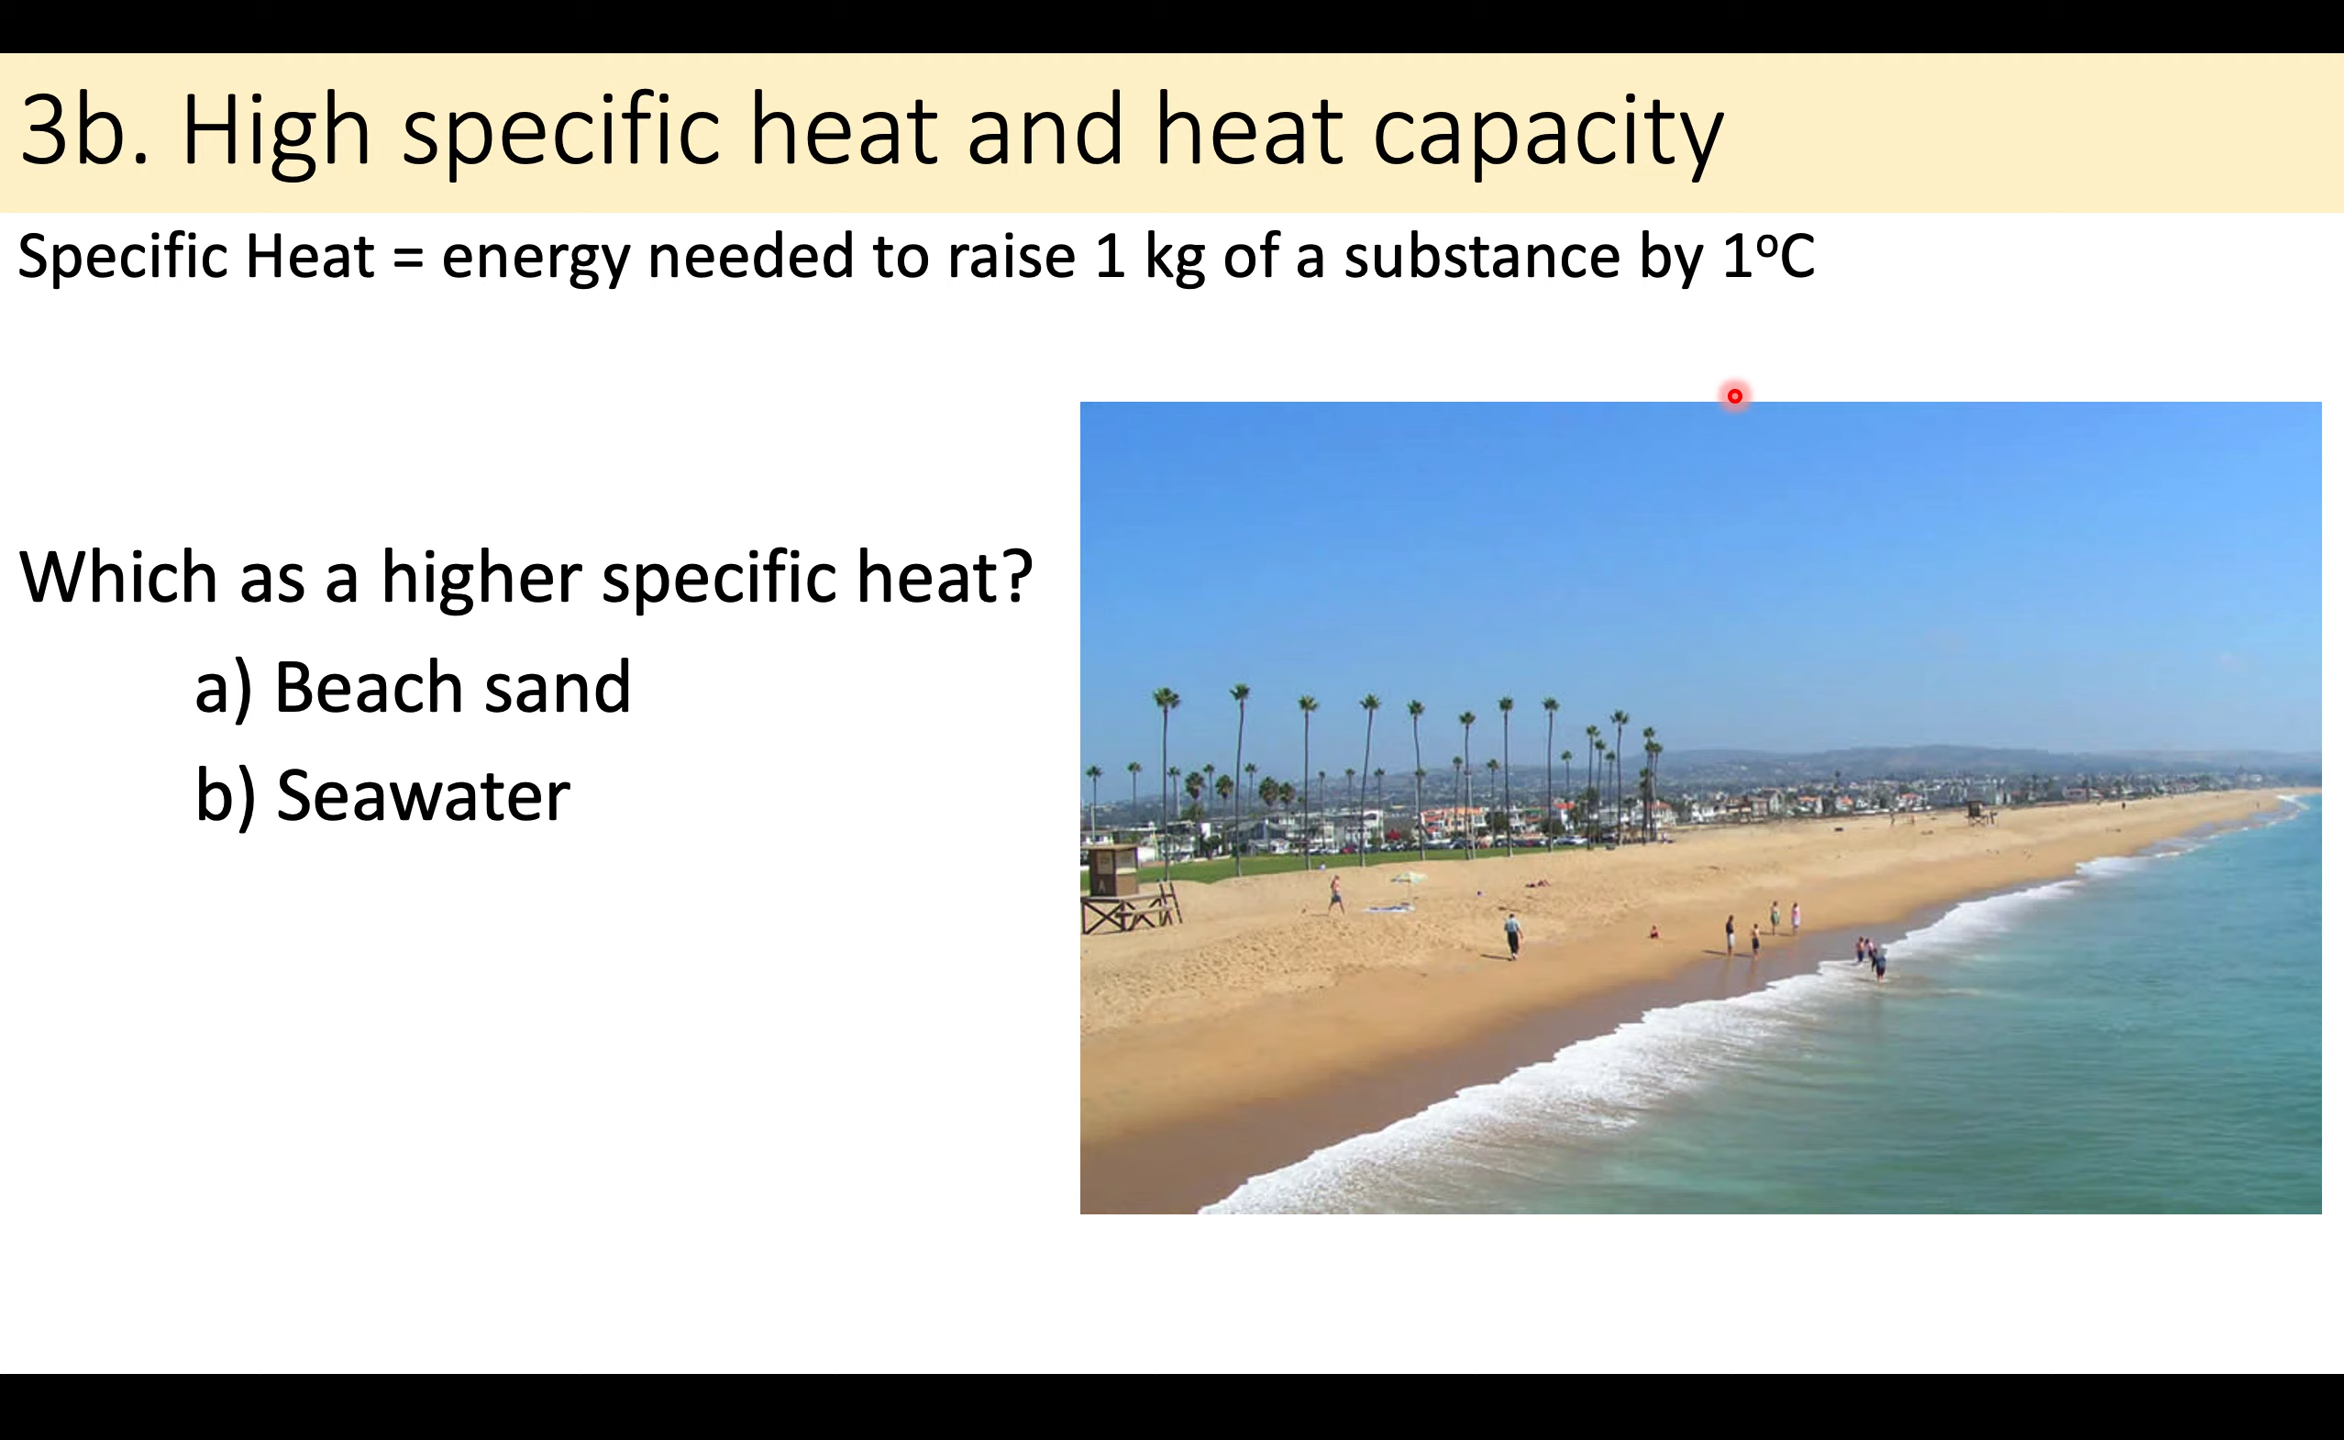 3b. High specific heat and heat capacity
Specific Heat = energy needed to raise 1 kg of a substance by 1ºC
Which as a higher specific heat?
a) Beach sand
b) Seawater